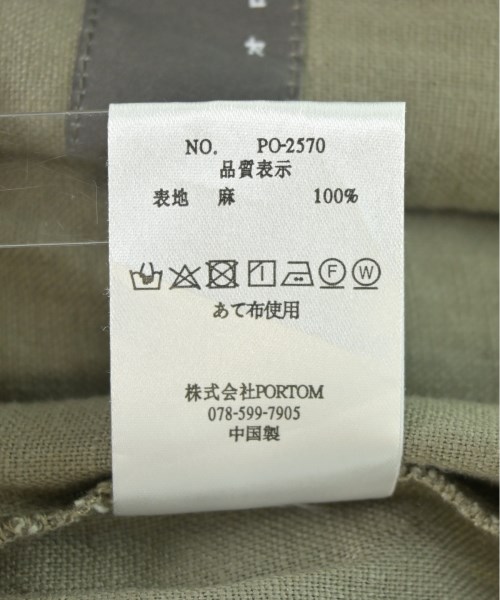 NO. PO-2570
品質表示
表地 麻 100%
F W
あて布使用
株式会社PORTOM
078-599-7905
中国製